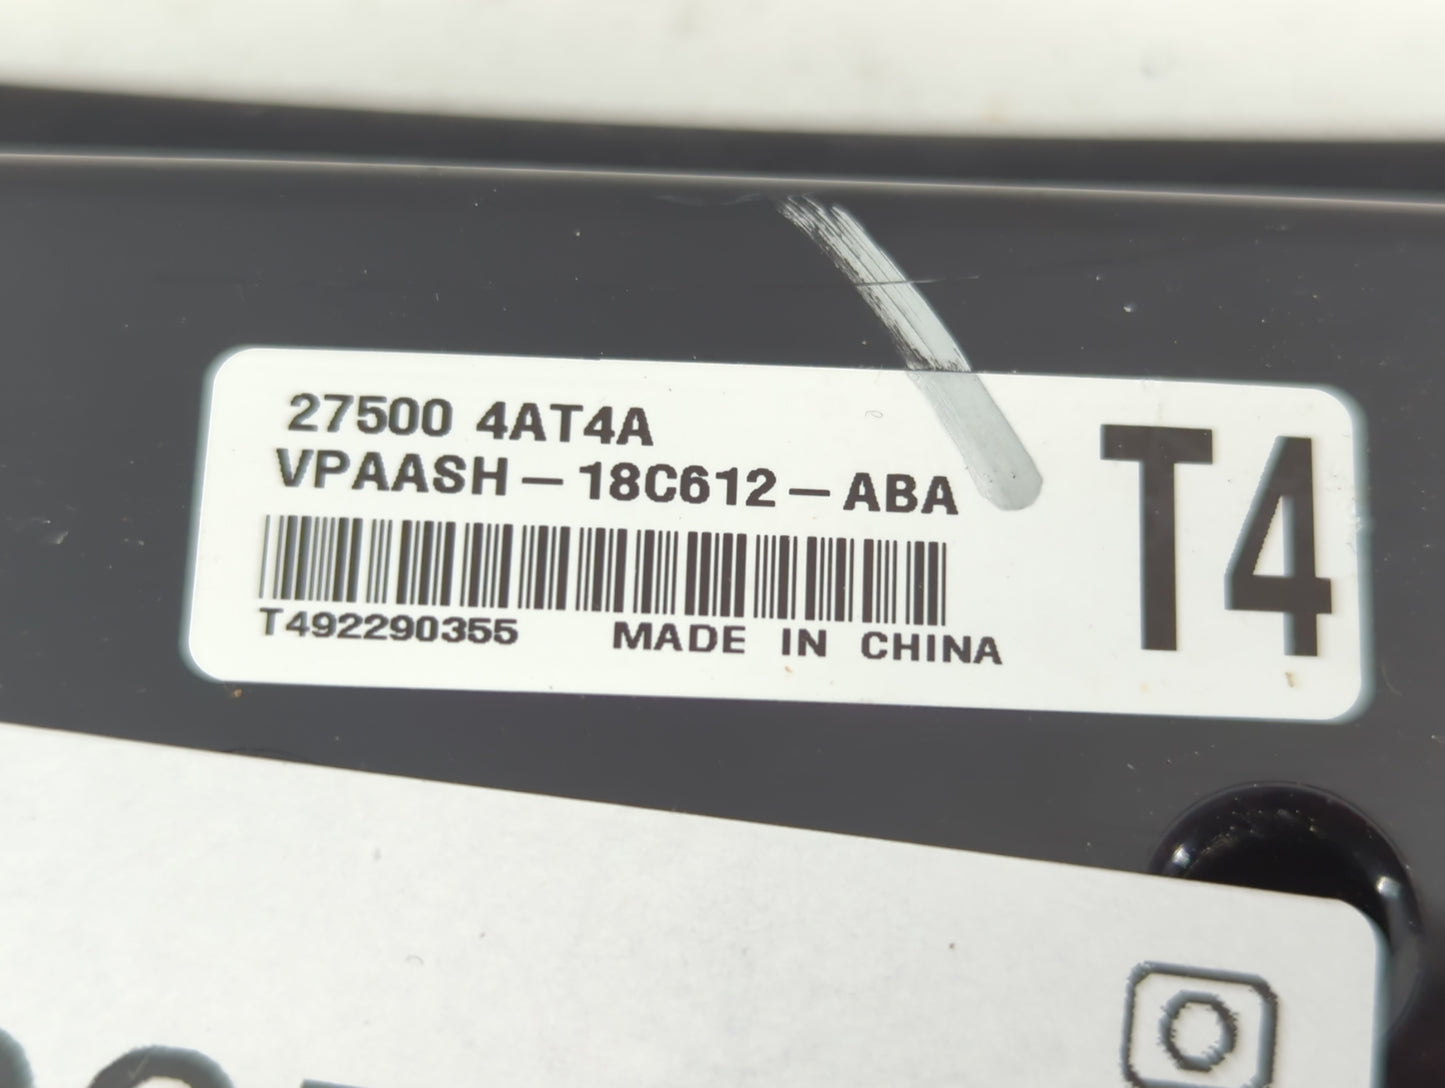 27500 4AT4A
VPAASH-18C612-ABA
T492290355 MADE IN CHINA
T4